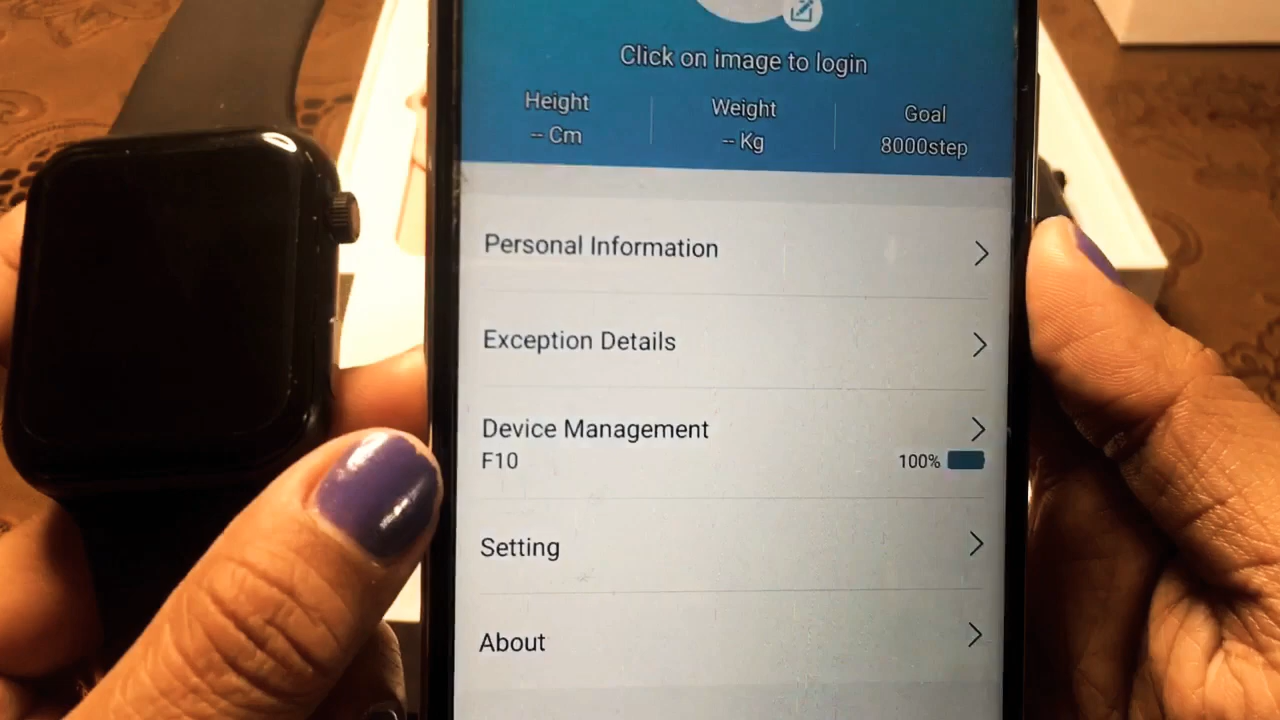 Click on image to login
Height Weight Goal
-- Cm -- Kg 8000step
Personal Information
Exception Details
Device Management
F10 100%
Setting
About